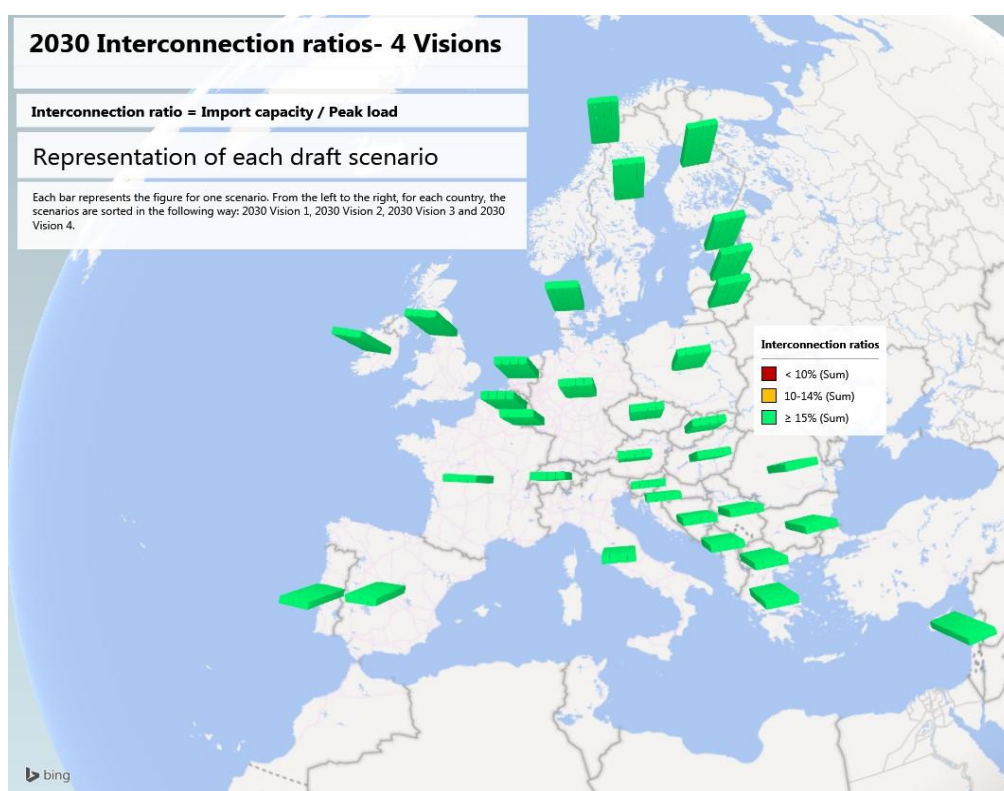 2030 Interconnection ratios- 4 Visions
Interconnection ratio = Import capacity / Peak load
Representation of each draft scenario
Each bar represents the figure for one scenario. From the left to the right, for each country, the
scenarios are sorted in the following way: 2030 Vision 1, 2030 Vision 2, 2030 Vision 3 and 2030
Vision 4.
Interconnection ratios
< 10% (Sum)
10-14% (Sum)
≥ 15% (Sum)
bing